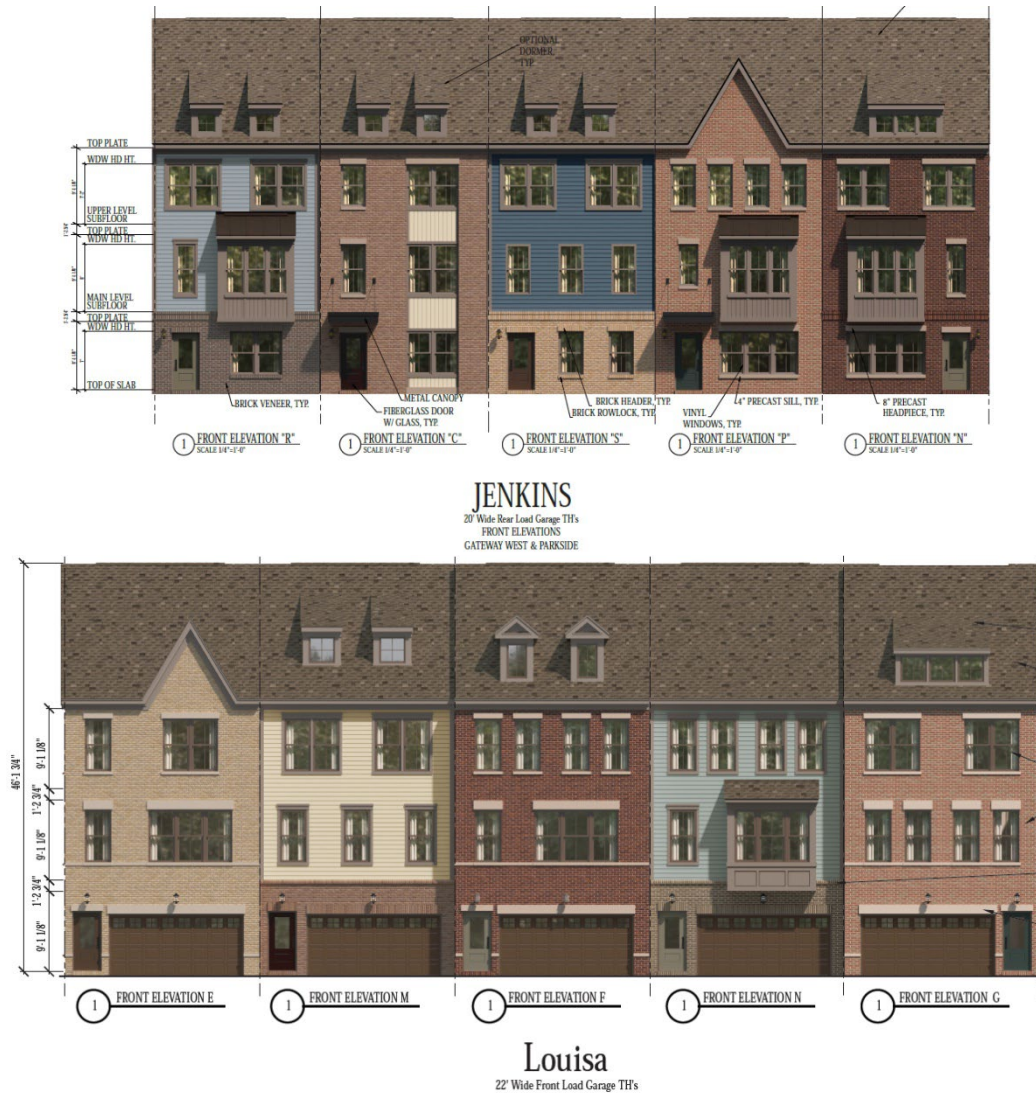 OPTIONAL
DORMER,
TYP.
TOP PLATE
WDW HD HT.
UPPER LEVEL
SUBFLOOR
TOP PLATE
WDW HD HT.
MAIN LEVEL
SUBFLOOR
TOP PLATE
WDW HD HT.
TOP OF SLAB
BRICK VENEER, TYP.
METAL CANOPY
FIBERGLASS DOOR
W/ GLASS, TYP.
BRICK HEADER, TYP.
BRICK ROWLOCK, TYP.
VINYL
WINDOWS, TYP.
4" PRECAST SILL, TYP.
8" PRECAST
HEADPIECE, TYP.
1 FRONT ELEVATION "R"
SCALE 1/4"=1'-0"
1 FRONT ELEVATION "C"
SCALE 1/4"=1'-0"
1 FRONT ELEVATION "S"
SCALE 1/4"=1'-0"
1 FRONT ELEVATION "P"
SCALE 1/4"=1'-0"
1 FRONT ELEVATION "N"
SCALE 1/4"=1'-0"
JENKINS
20' Wide Rear Load Garage TH's
FRONT ELEVATIONS
GATEWAY WEST & PARKSIDE
46'-1 3/4"
9'-1 1/8"
1'-2 3/4"
9'-1 1/8"
1'-2 3/4"
9'-1 1/8"
1 FRONT ELEVATION E
1 FRONT ELEVATION M
1 FRONT ELEVATION F
1 FRONT ELEVATION N
1 FRONT ELEVATION G
Louisa
22' Wide Front Load Garage TH's